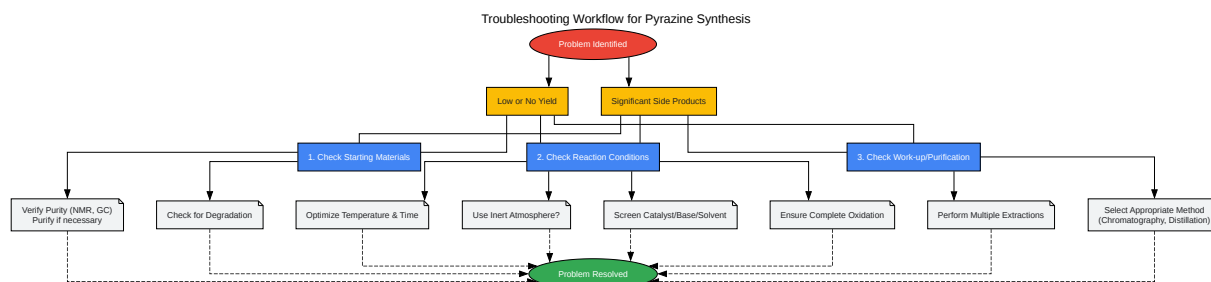 Troubleshooting Workflow for Pyrazine Synthesis
Problem Identified
Low or No Yield
Significant Side Products
1. Check Starting Materials
2. Check Reaction Conditions
3. Check Work-up/Purification
Verify Purity (NMR, GC)
Purify if necessary
Check for Degradation
Optimize Temperature & Time
Use Inert Atmosphere?
Screen Catalyst/Base/Solvent
Ensure Complete Oxidation
Perform Multiple Extractions
Select Appropriate Method
(Chromatography, Distillation)
Problem Resolved